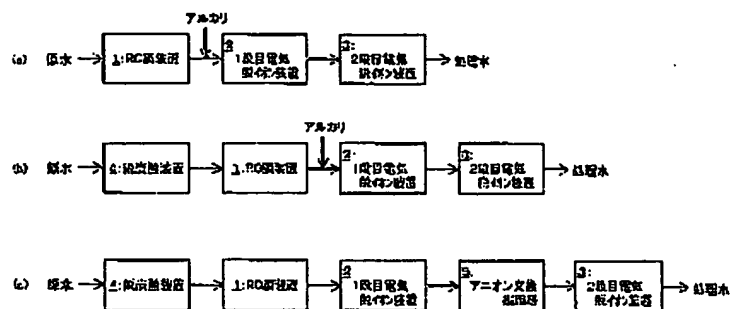 アルカリ
(a) 原水 1:RO膜装置 2: 1段目電気 脱イオン装置 3: 2段目電気 脱イオン装置 処理水
アルカリ
(b) 原水 4:脱炭酸装置 1:RO膜装置 2: 1段目電気 脱イオン装置 3: 2段目電気 脱イオン装置 処理水
(c) 原水 4:脱炭酸装置 1:RO膜装置 2 1段目電気 脱イオン装置 5: アニオン交換 3: 2段目電気 脱イオン装置 処理水